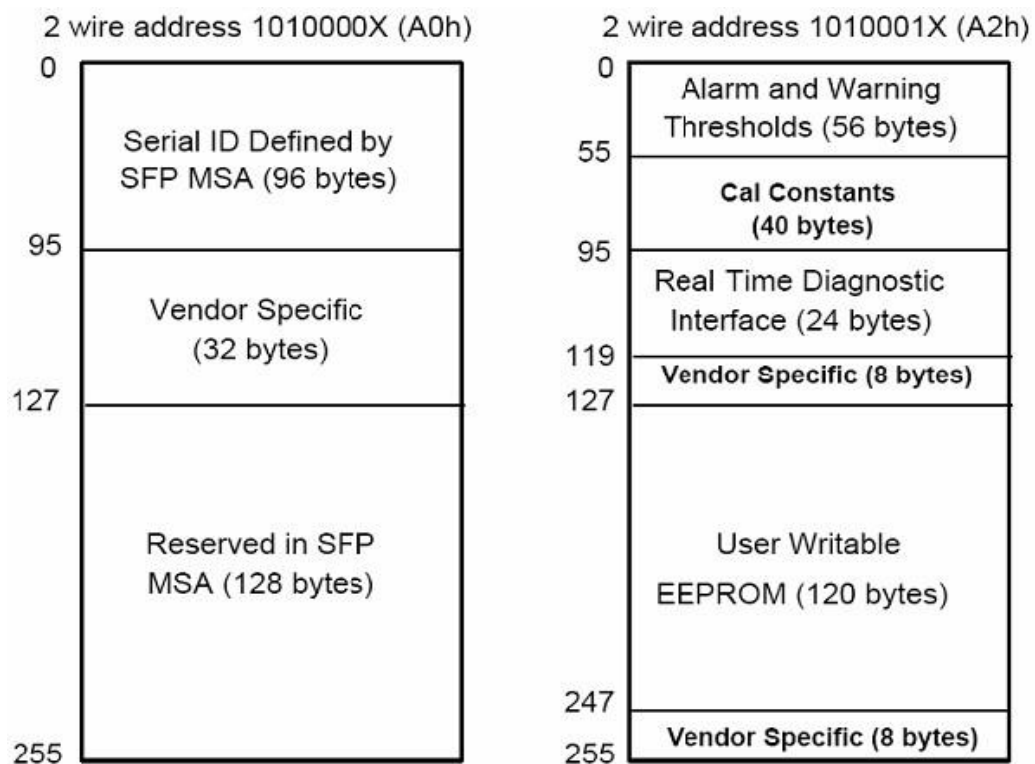 2 wire address 1010000X (A0h)
0
Serial ID Defined by
SFP MSA (96 bytes)
95
Vendor Specific
(32 bytes)
127
Reserved in SFP
MSA (128 bytes)
255
2 wire address 1010001X (A2h)
0
Alarm and Warning
Thresholds (56 bytes)
55
Cal Constants
(40 bytes)
95
Real Time Diagnostic
Interface (24 bytes)
119
Vendor Specific (8 bytes)
127
User Writable
EEPROM (120 bytes)
247
Vendor Specific (8 bytes)
255